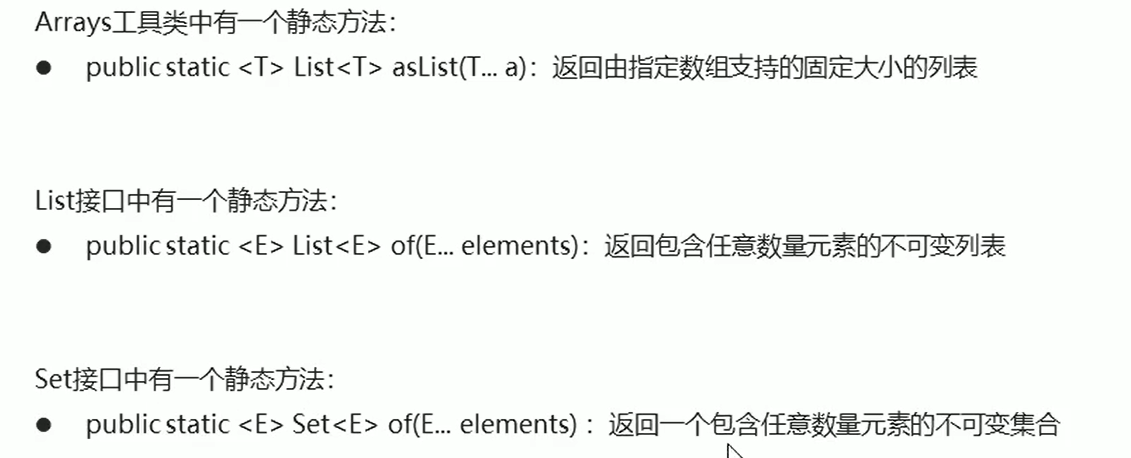 Arrays工具类中有一个静态方法：
● public static <T> List<T> asList(T... a)：返回由指定数组支持的固定大小的列表
List接口中有一个静态方法：
● public static <E> List<E> of(E... elements)：返回包含任意数量元素的不可变列表
Set接口中有一个静态方法：
● public static <E> Set<E> of(E... elements) ：返回一个包含任意数量元素的不可变集合